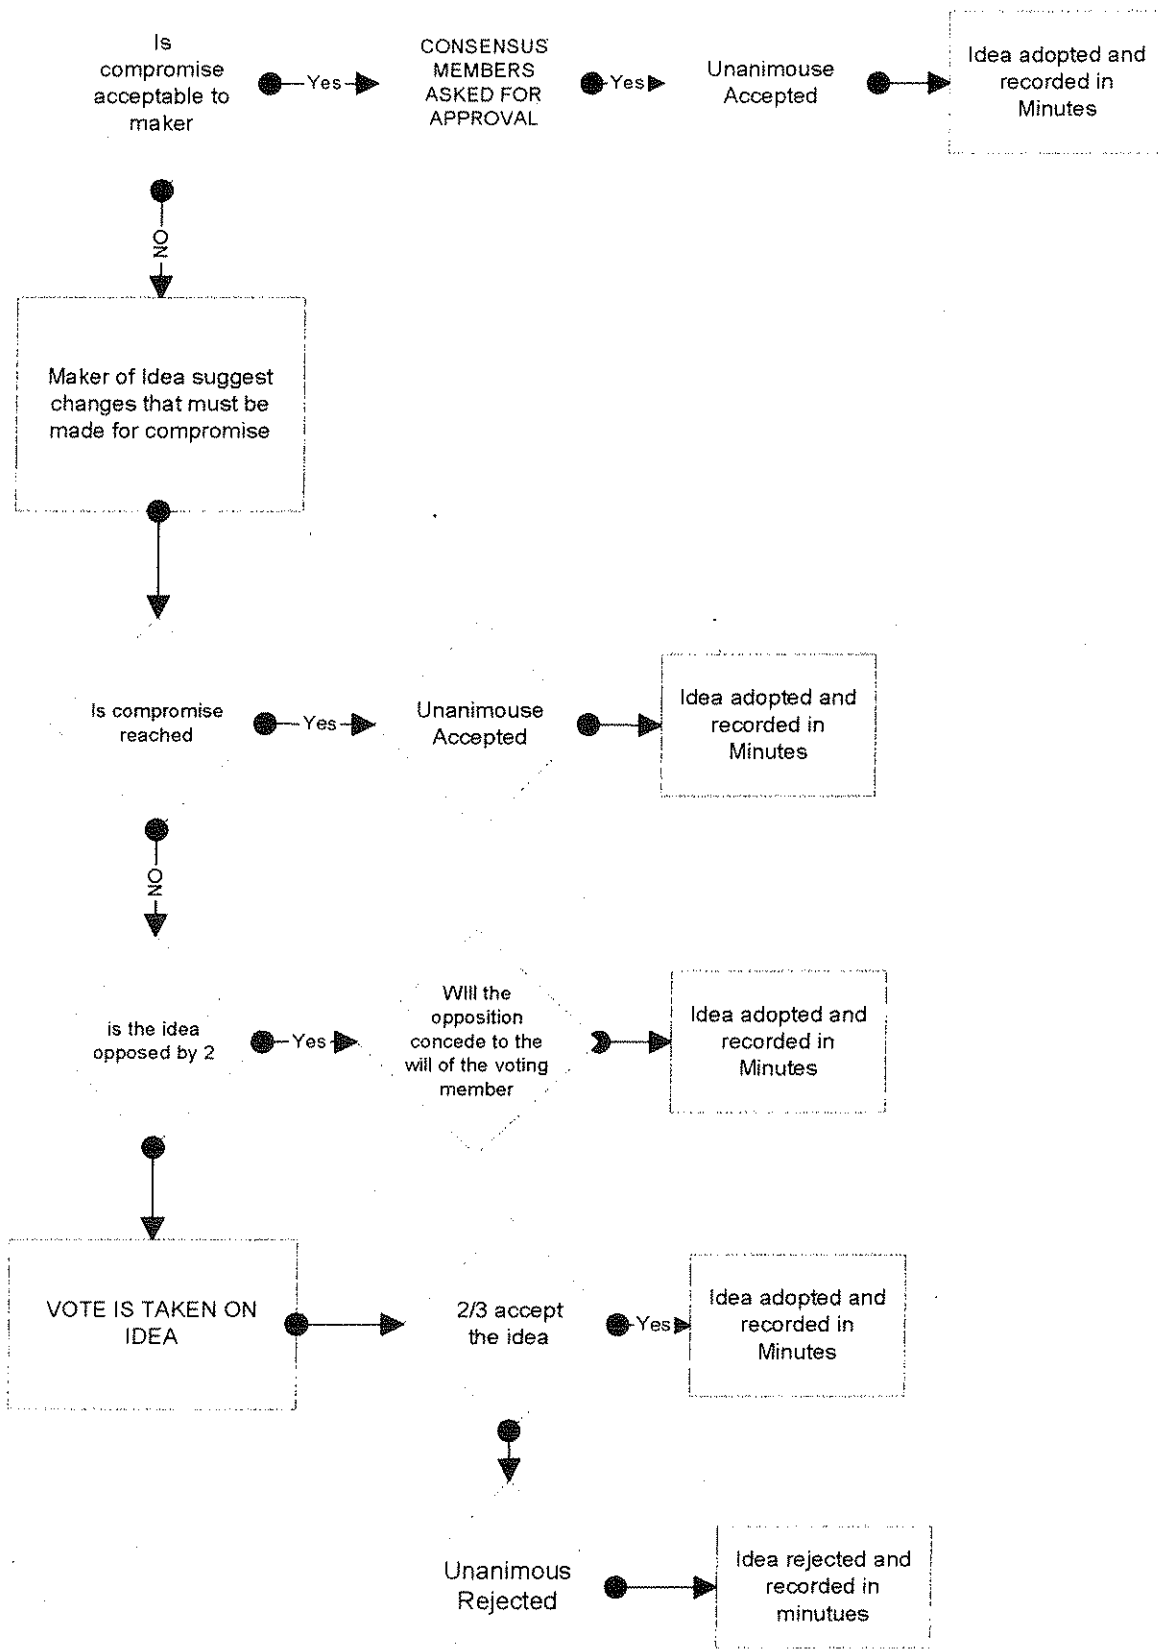 Is
compromise
acceptable to
maker
Yes
CONSENSUS
MEMBERS
ASKED FOR
APPROVAL
Yes
Unanimouse
Accepted
Idea adopted and
recorded in
Minutes
NO
Maker of Idea suggest
changes that must be
made for compromise
Is compromise
reached
Yes
Unanimouse
Accepted
Idea adopted and
recorded in
Minutes
NO
is the idea
opposed by 2
Yes
WIll the
opposition
concede to the
will of the voting
member
Idea adopted and
recorded in
Minutes
VOTE IS TAKEN ON
IDEA
2/3 accept
the idea
Yes
Idea adopted and
recorded in
Minutes
Unanimous
Rejected
Idea rejected and
recorded in
minutues